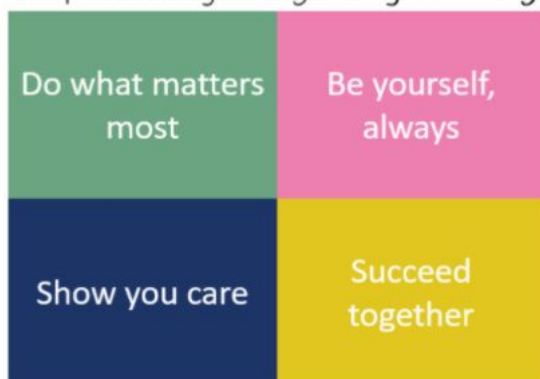 Do what matters
most
Be yourself,
always
Show you care
Succeed
together